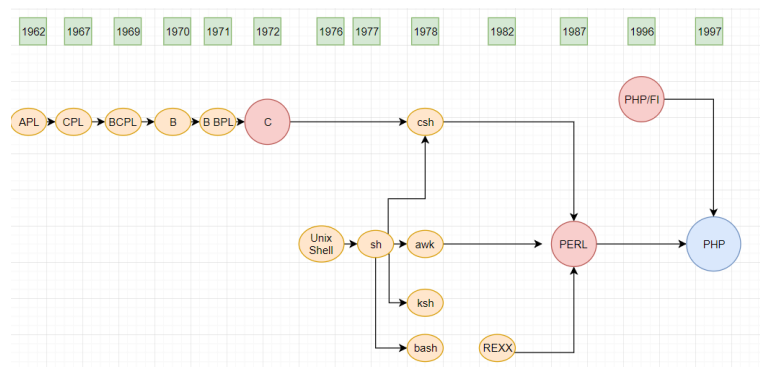 1962 1967 1969 1970 1971 1972 1976 1977 1978 1982 1987 1996 1997
PHP/FI
APL CPL BCPL B B BPL C csh
Unix
Shell
sh awk PERL PHP
ksh
bash REXX